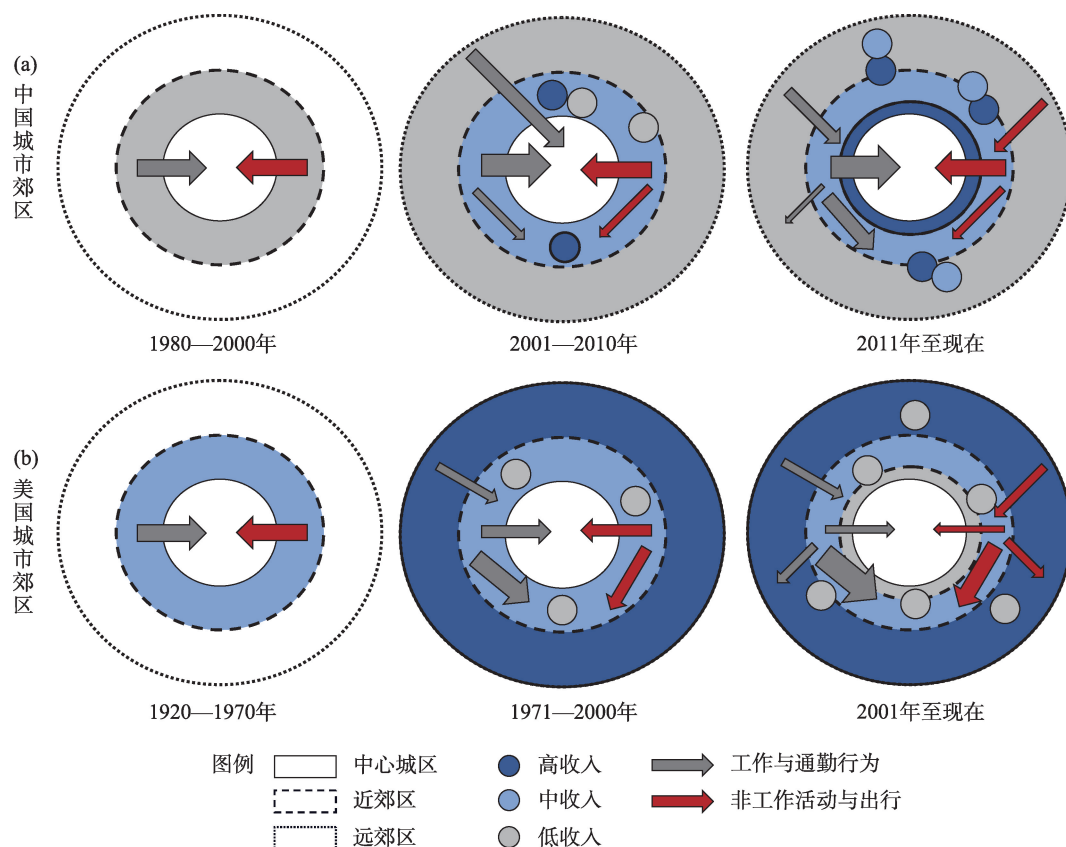 (a)
中国城市郊区
1980—2000年
2001—2010年
2011年至现在
(b)
美国城市郊区
1920—1970年
1971—2000年
2001年至现在
图例
中心城区
高收入
工作与通勤行为
近郊区
中收入
非工作活动与出行
远郊区
低收入